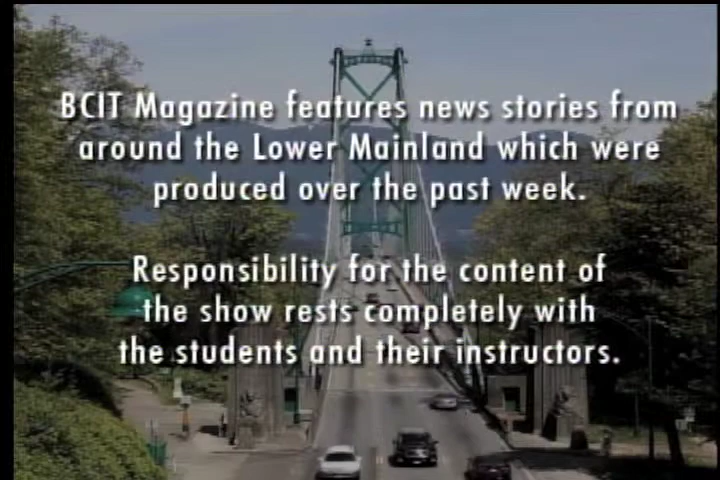 BCIT Magazine features news stories from
around the Lower Mainland which were
produced over the past week.
Responsibility for the content of
the show rests completely with
the students and their instructors.